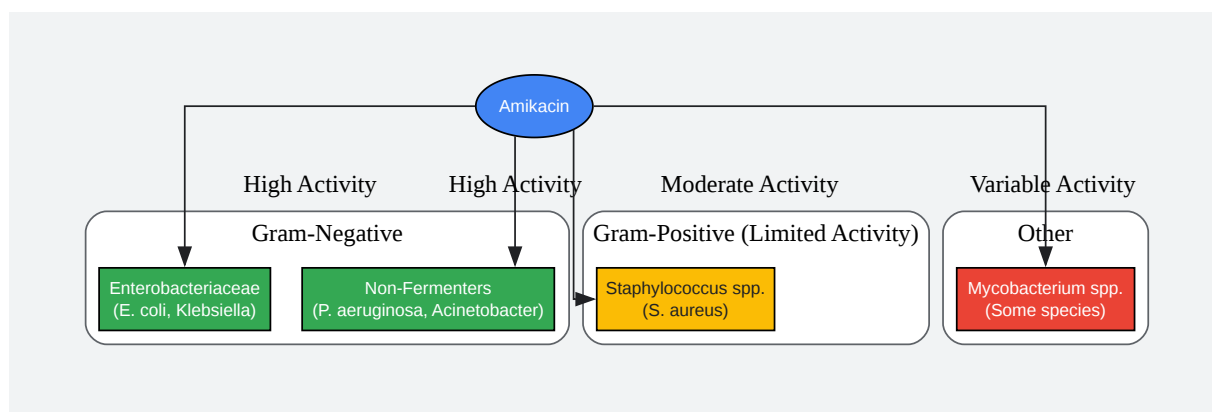 Amikacin
High Activity
High Activity
Moderate Activity
Variable Activity
Gram-Negative
Gram-Positive (Limited Activity)
Other
Enterobacteriaceae
(E. coli, Klebsiella)
Non-Fermenters
(P. aeruginosa, Acinetobacter)
Staphylococcus spp.
(S. aureus)
Mycobacterium spp.
(Some species)